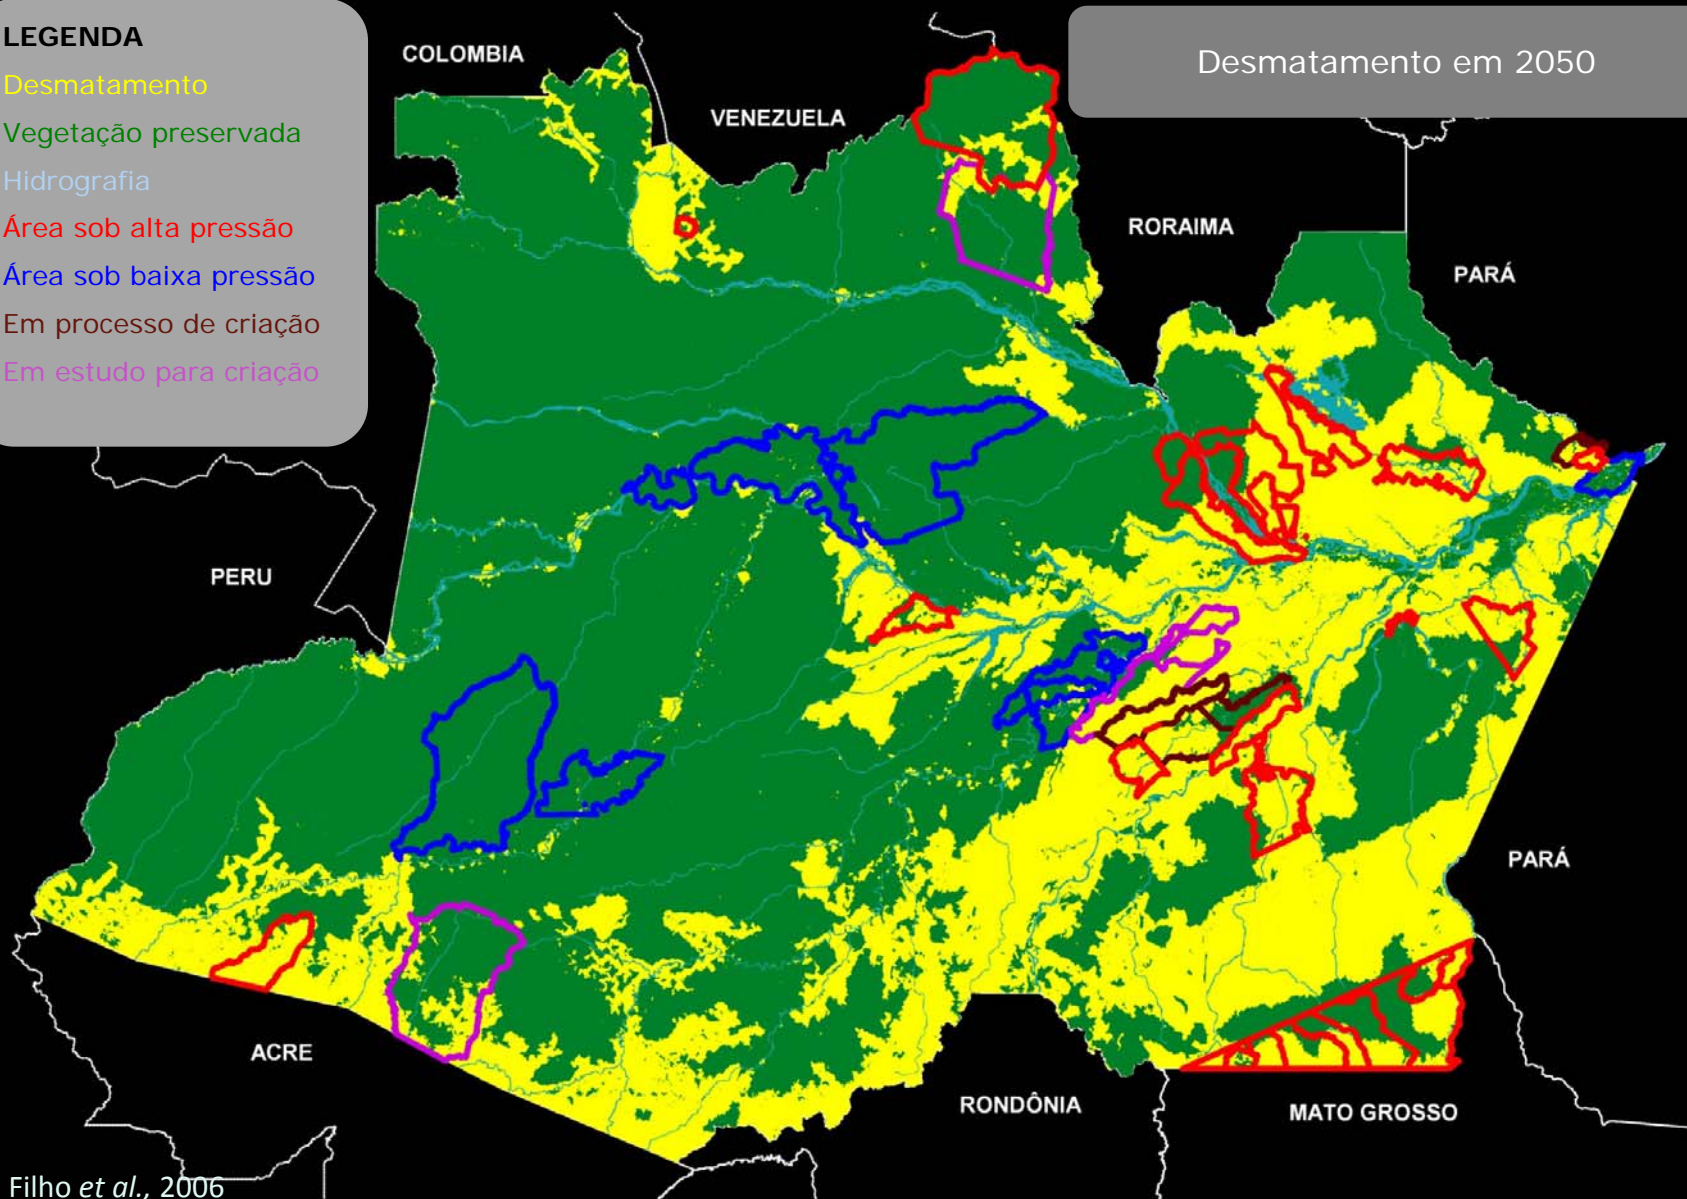 LEGENDA
Desmatamento
Vegetação preservada
Hidrografia
Área sob alta pressão
Área sob baixa pressão
Em processo de criação
Em estudo para criação
Desmatamento em 2050
COLOMBIA
VENEZUELA
RORAIMA
PARÁ
PERU
PARÁ
ACRE
RONDÔNIA
MATO GROSSO
Filho et al., 2006